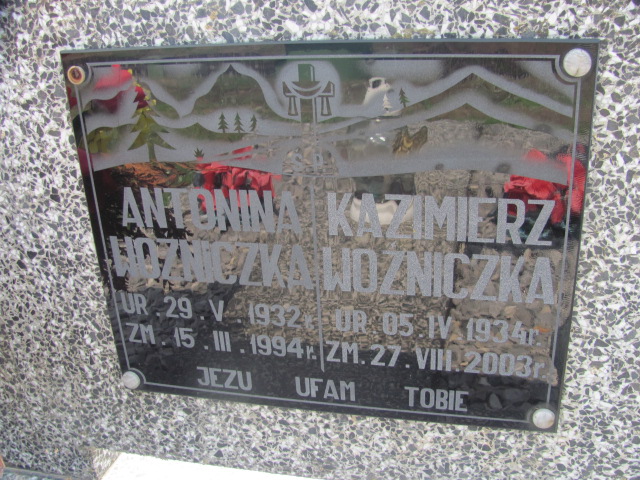 ANTONINA
WOŹNICZKA
UR. 29. V. 1932r.
ZM. 15. III. 1994r.
KAZIMIERZ
WOŹNICZKA
UR. 05. IV. 1934r.
ZM. 27. VIII. 2003r.
JEZU UFAM TOBIE